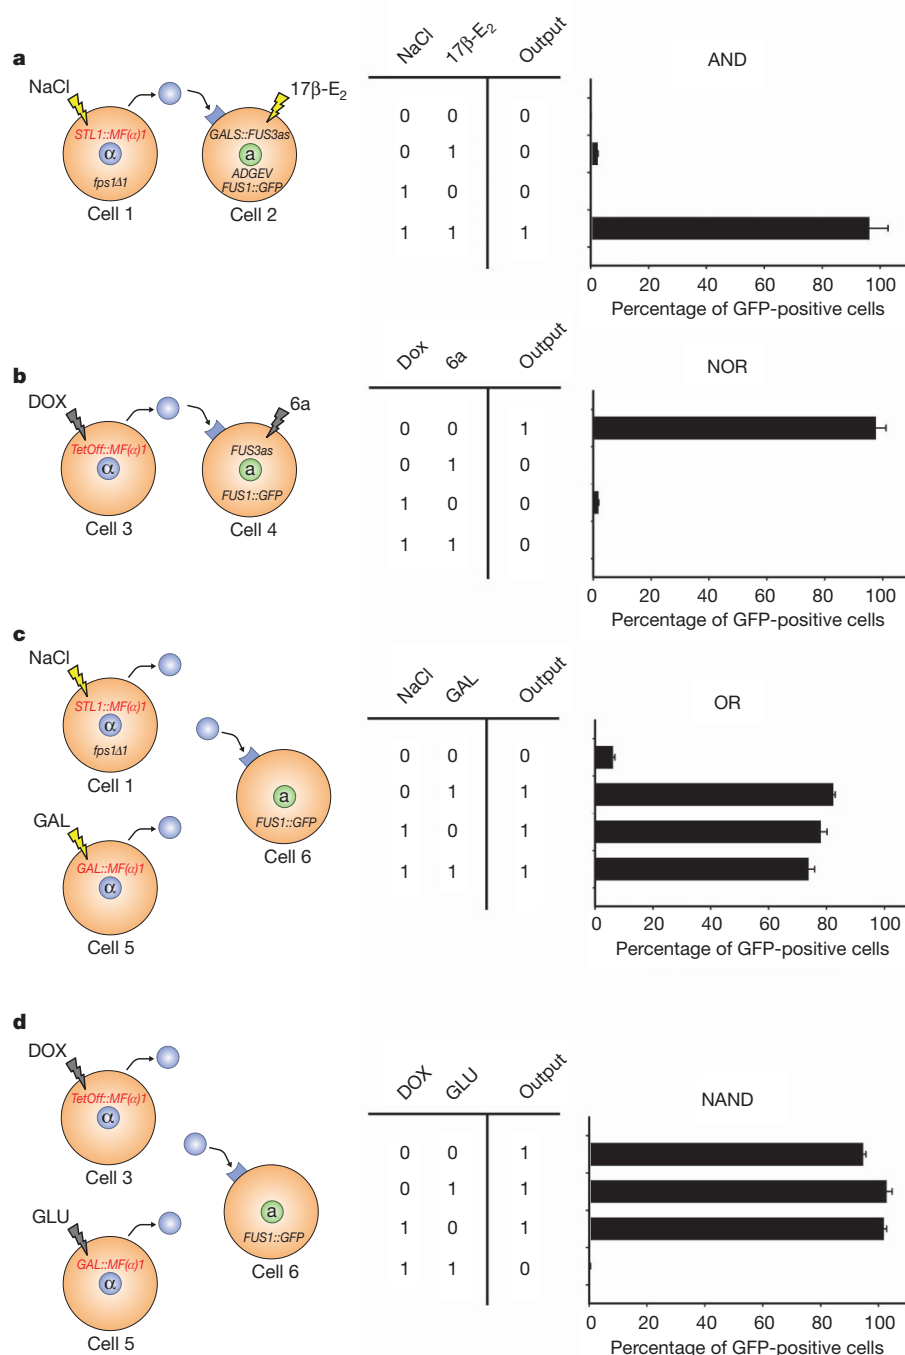 a
NaCl
STL1::MF(α)1
α
fps1Δ1
Cell 1
17β-E2
GALS::FUS3as
a
ADGEV
FUS1::GFP
Cell 2
NaCl 17β-E2 Output
0 0 0
0 1 0
1 0 0
1 1 1
AND
0 20 40 60 80 100
Percentage of GFP-positive cells
b
DOX
TetOff::MF(α)1
α
Cell 3
6a
FUS3as
a
FUS1::GFP
Cell 4
Dox 6a Output
0 0 1
0 1 0
1 0 0
1 1 0
NOR
0 20 40 60 80 100
Percentage of GFP-positive cells
c
NaCl
STL1::MF(α)1
α
fps1Δ1
Cell 1
GAL
GAL::MF(α)1
α
Cell 5
a
FUS1::GFP
Cell 6
NaCl GAL Output
0 0 0
0 1 1
1 0 1
1 1 1
OR
0 20 40 60 80 100
Percentage of GFP-positive cells
d
DOX
TetOff::MF(α)1
α
Cell 3
GLU
GAL::MF(α)1
α
Cell 5
a
FUS1::GFP
Cell 6
DOX GLU Output
0 0 1
0 1 1
1 0 1
1 1 0
NAND
0 20 40 60 80 100
Percentage of GFP-positive cells